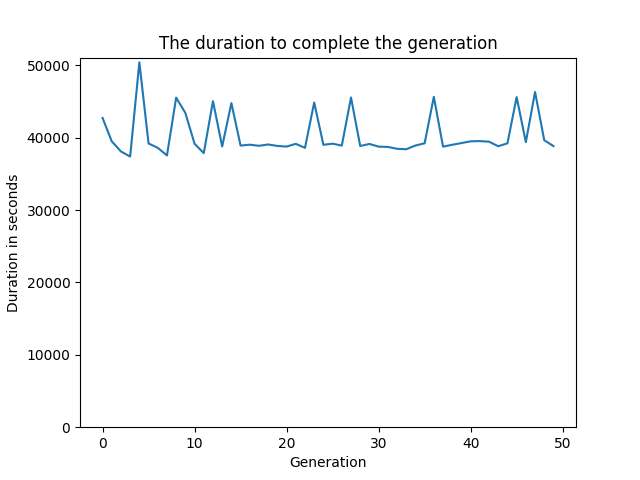 The duration to complete the generation
50000
40000
30000
20000
10000
0
Duration in seconds
0 10 20 30 40 50
Generation